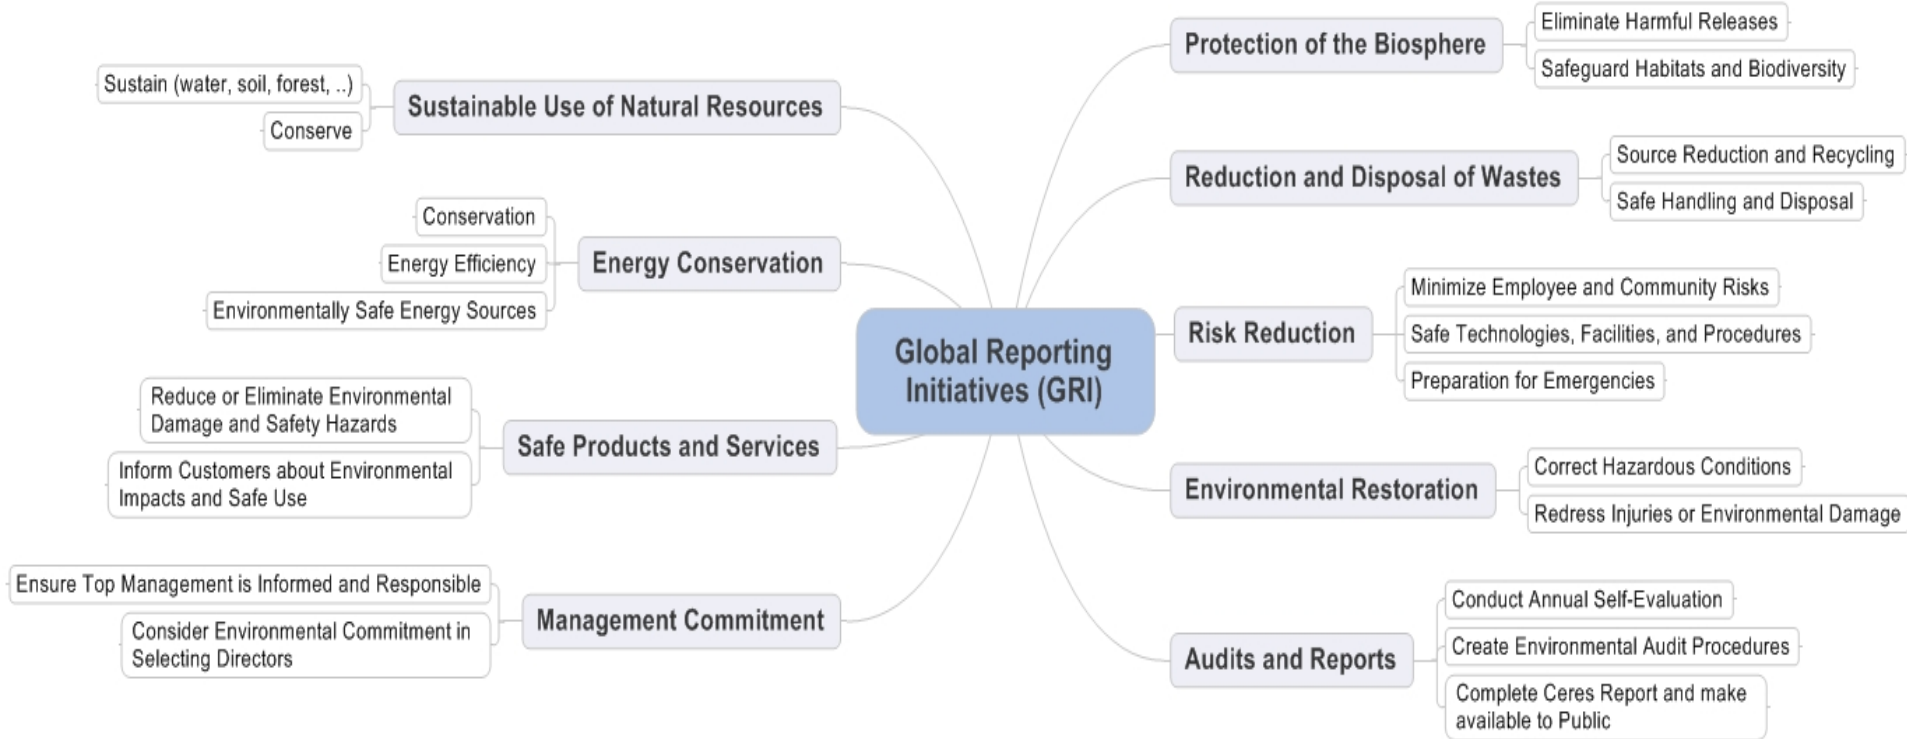 Global Reporting
Initiatives (GRI)
Protection of the Biosphere
Eliminate Harmful Releases
Safeguard Habitats and Biodiversity
Reduction and Disposal of Wastes
Source Reduction and Recycling
Safe Handling and Disposal
Risk Reduction
Minimize Employee and Community Risks
Safe Technologies, Facilities, and Procedures
Preparation for Emergencies
Environmental Restoration
Correct Hazardous Conditions
Redress Injuries or Environmental Damage
Audits and Reports
Conduct Annual Self-Evaluation
Create Environmental Audit Procedures
Complete Ceres Report and make
available to Public
Sustainable Use of Natural Resources
Sustain (water, soil, forest, ..)
Conserve
Energy Conservation
Conservation
Energy Efficiency
Environmentally Safe Energy Sources
Safe Products and Services
Reduce or Eliminate Environmental
Damage and Safety Hazards
Inform Customers about Environmental
Impacts and Safe Use
Management Commitment
Ensure Top Management is Informed and Responsible
Consider Environmental Commitment in
Selecting Directors